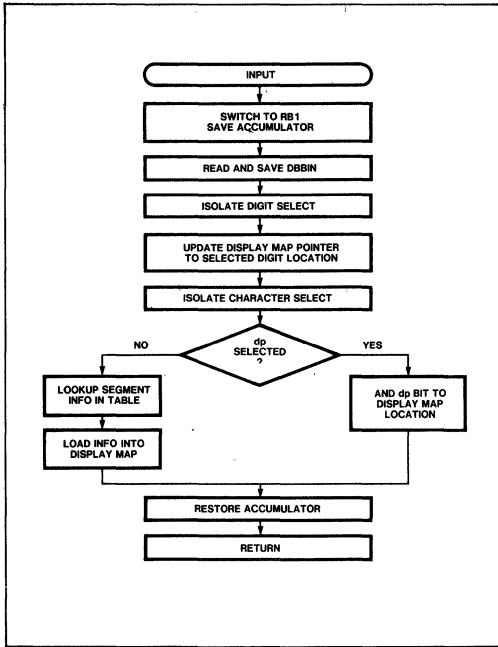 INPUT
SWITCH TO RB1
SAVE ACCUMULATOR
READ AND SAVE DBBIN
ISOLATE DIGIT SELECT
UPDATE DISPLAY MAP POINTER
TO SELECTED DIGIT LOCATION
ISOLATE CHARACTER SELECT
dp
SELECTED
?
NO
YES
LOOKUP SEGMENT
INFO IN TABLE
LOAD INFO INTO
DISPLAY MAP
AND dp BIT TO
DISPLAY MAP
LOCATION
RESTORE ACCUMULATOR
RETURN